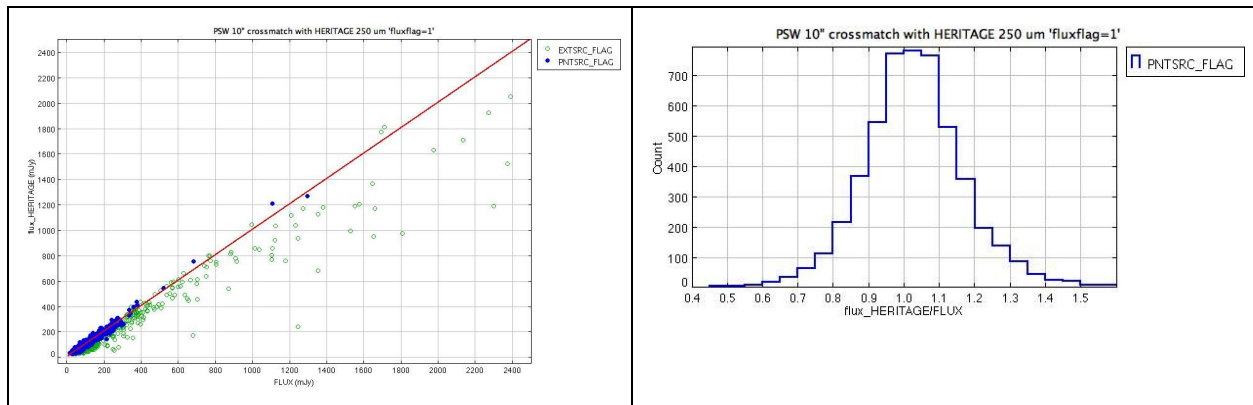 PSW 10" crossmatch with HERITAGE 250 um 'fluxflag=1'
2400
2200
2000
1800
1600
1400
1200
1000
800
600
400
200
0
flux_HERITAGE (mJy)
0 200 400 600 800 1000 1200 1400 1600 1800 2000 2200 2400
FLUX (mJy)
EXTSRC_FLAG
PNTSRC_FLAG
PSW 10" crossmatch with HERITAGE 250 um 'fluxflag=1'
700
600
500
400
300
200
100
0
Count
0.4 0.5 0.6 0.7 0.8 0.9 1.0 1.1 1.2 1.3 1.4 1.5
flux_HERITAGE/FLUX
PNTSRC_FLAG